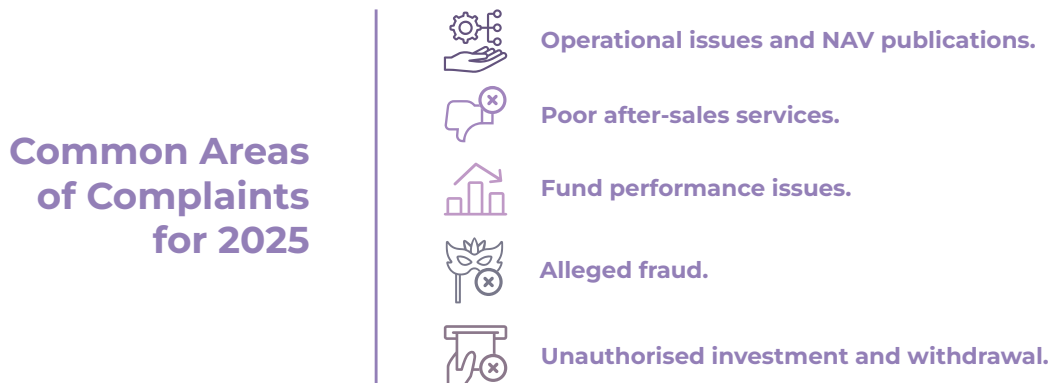 Common Areas
of Complaints
for 2025
Operational issues and NAV publications.
Poor after-sales services.
Fund performance issues.
Alleged fraud.
Unauthorised investment and withdrawal.